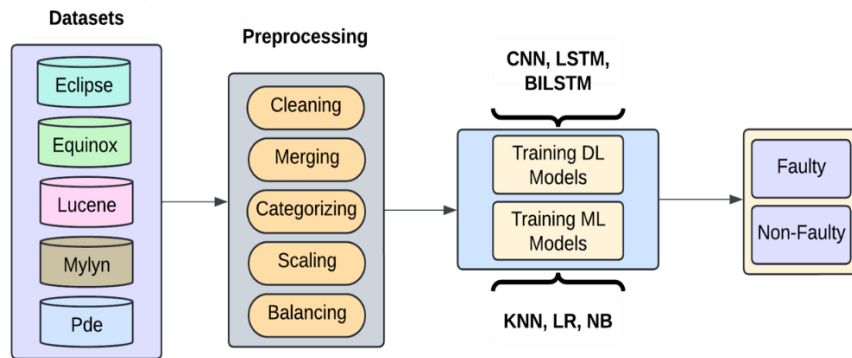 Datasets
Eclipse
Equinox
Lucene
Mylyn
Pde
Preprocessing
Cleaning
Merging
Categorizing
Scaling
Balancing
CNN, LSTM,
BILSTM
Training DL
Models
Training ML
Models
KNN, LR, NB
Faulty
Non-Faulty